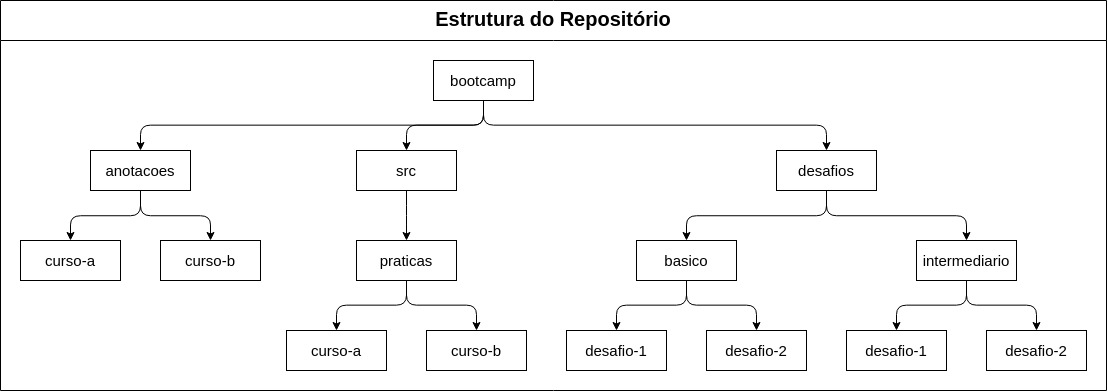 Estrutura do Repositório
bootcamp
anotacoes
src
desafios
curso-a
curso-b
praticas
basico
intermediario
curso-a
curso-b
desafio-1
desafio-2
desafio-1
desafio-2